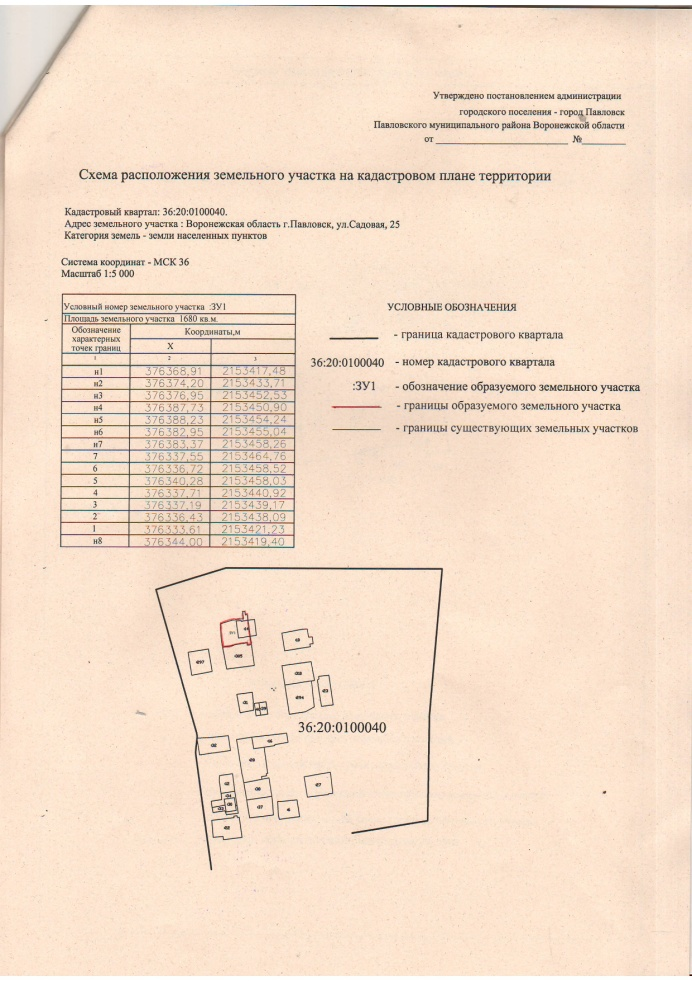 Утверждено постановлением администрации
городского поселения - город Павловск
Павловского муниципального района Воронежской области
от ______________ №________
Схема расположения земельного участка на кадастровом плане территории
Кадастровый квартал: 36:20:0100040.
Адрес земельного участка : Воронежская область г.Павловск, ул.Садовая, 25
Категория земель - земли населенных пунктов
Система координат - МСК 36
Масштаб 1:5 000
Условный номер земельного участка :ЗУ1
Площадь земельного участка 1680 кв.м.
Обозначение характерных точек границ Координаты,м
X
1 2 3
н1 376368,91 2153417,48
н2 376374,20 2153433,71
н3 376376,95 2153452,53
н4 376387,73 2153450,90
н5 376388,23 2153454,24
н6 376382,95 2153455,04
н7 376383,37 2153458,26
7 376337,55 2153464,76
6 376336,72 2153458,52
5 376340,28 2153458,03
4 376337,71 2153440,92
3 376337,19 2153439,17
2 376336,43 2153438,09
1 376333,61 2153421,23
н8 376344,00 2153419,40
УСЛОВНЫЕ ОБОЗНАЧЕНИЯ
- граница кадастрового квартала
36:20:0100040 - номер кадастрового квартала
:ЗУ1 - обозначение образуемого земельного участка
- границы образуемого земельного участка
- границы существующих земельных участков
36:20:0100040